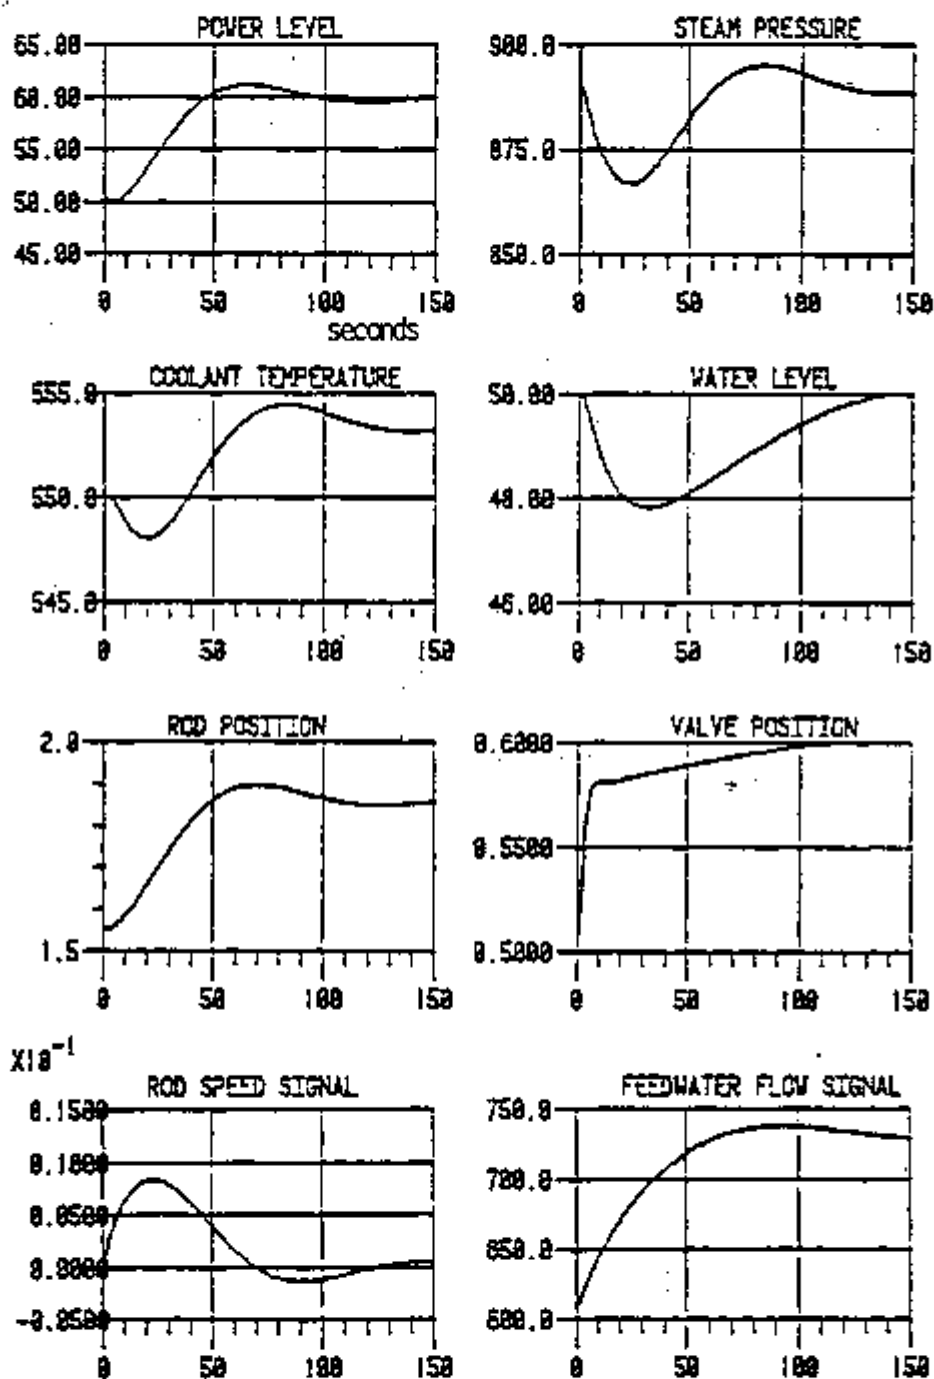 POWER LEVEL
65.00
60.00
55.00
50.00
45.00
0 50 100 150
seconds
STEAM PRESSURE
900.0
875.0
850.0
0 50 100 150
COOLANT TEMPERATURE
555.0
550.0
545.0
0 50 100 150
WATER LEVEL
50.00
48.00
46.00
0 50 100 150
ROD POSITION
2.0
1.5
0 50 100 150
VALVE POSITION
0.6000
0.5500
0.5000
0 50 100 150
X10⁻¹
ROD SPEED SIGNAL
0.1500
0.1000
0.0500
0.0000
-0.0500
0 50 100 150
FEEDWATER FLOW SIGNAL
750.0
700.0
650.0
600.0
0 50 100 150